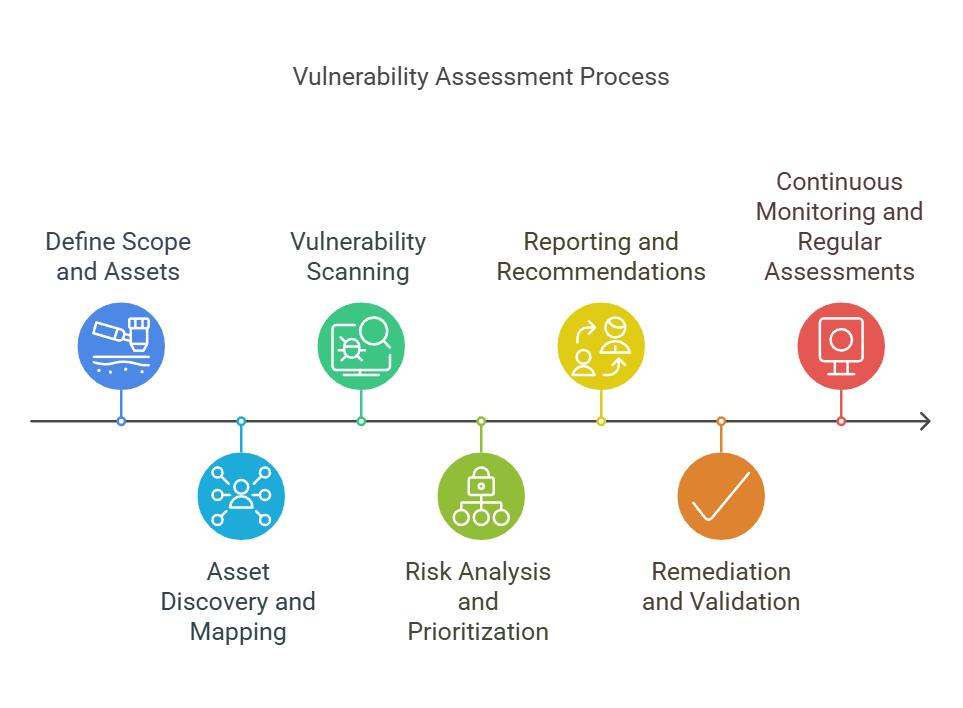 Vulnerability Assessment Process
Define Scope
and Assets
Asset
Discovery and
Mapping
Vulnerability
Scanning
Risk Analysis
and
Prioritization
Reporting and
Recommendations
Remediation
and Validation
Continuous
Monitoring and
Regular
Assessments